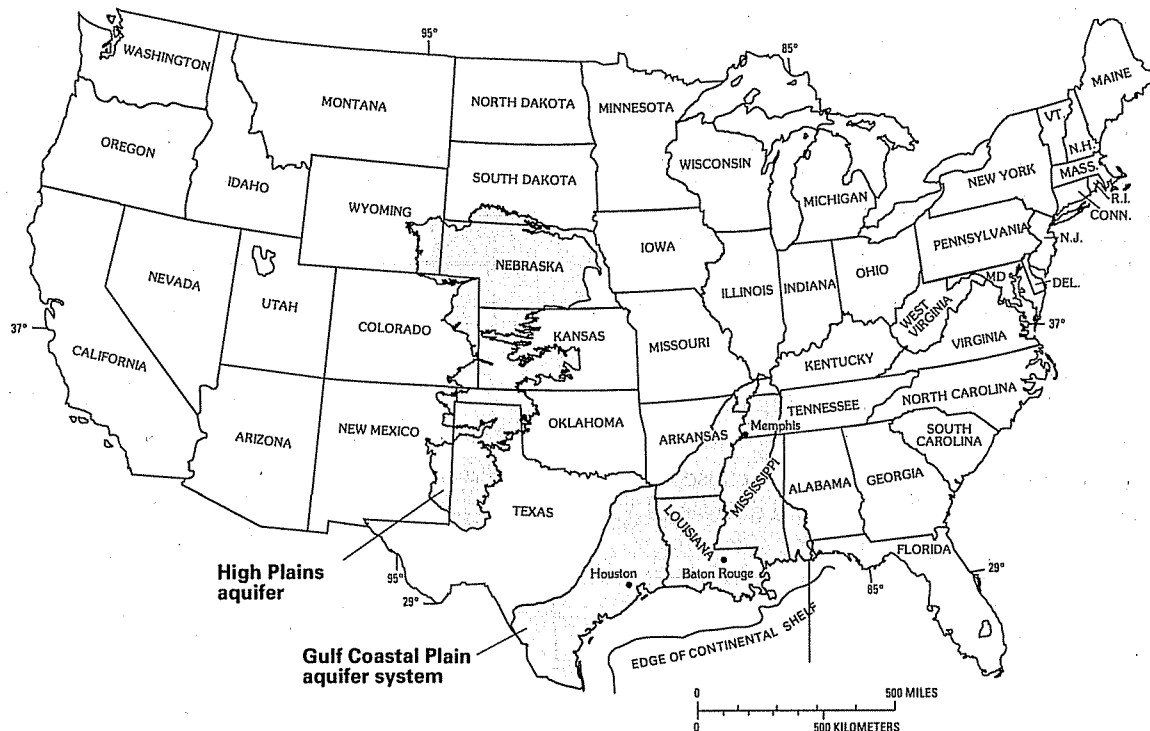 95°
85°
WASHINGTON
MONTANA
NORTH DAKOTA
MINNESOTA
MAINE
VT.
N.H.
OREGON
IDAHO
SOUTH DAKOTA
WISCONSIN
MICHIGAN
NEW YORK
MASS.
R.I.
CONN.
WYOMING
IOWA
PENNSYLVANIA
N.J.
NEBRASKA
NEVADA
UTAH
COLORADO
KANSAS
ILLINOIS
INDIANA
OHIO
MD
DEL.
WEST
VIRGINIA
37°
CALIFORNIA
MISSOURI
KENTUCKY
VIRGINIA
37°
ARIZONA
NEW MEXICO
OKLAHOMA
ARKANSAS
TENNESSEE
Memphis
NORTH CAROLINA
SOUTH
CAROLINA
TEXAS
LOUISIANA
MISSISSIPPI
ALABAMA
GEORGIA
FLORIDA
High Plains
aquifer
95°
29°
Houston
Baton Rouge
85°
29°
Gulf Coastal Plain
aquifer system
EDGE OF CONTINENTAL SHELF
0
500 MILES
0
500 KILOMETERS